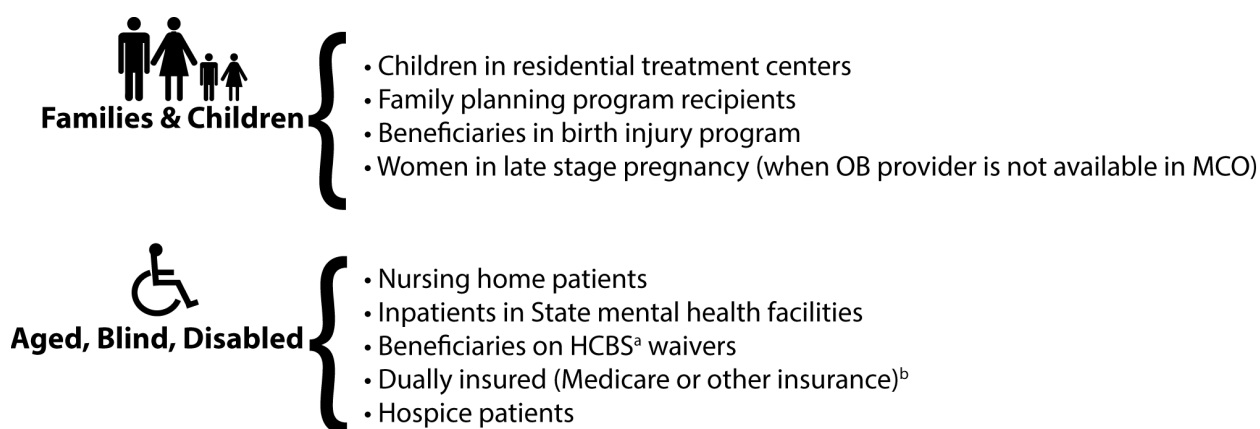 Families & Children
• Children in residential treatment centers
• Family planning program recipients
• Beneficiaries in birth injury program
• Women in late stage pregnancy (when OB provider is not available in MCO)
Aged, Blind, Disabled
• Nursing home patients
• Inpatients in State mental health facilities
• Beneficiaries on HCBSᵃ waivers
• Dually insured (Medicare or other insurance)ᵇ
• Hospice patients